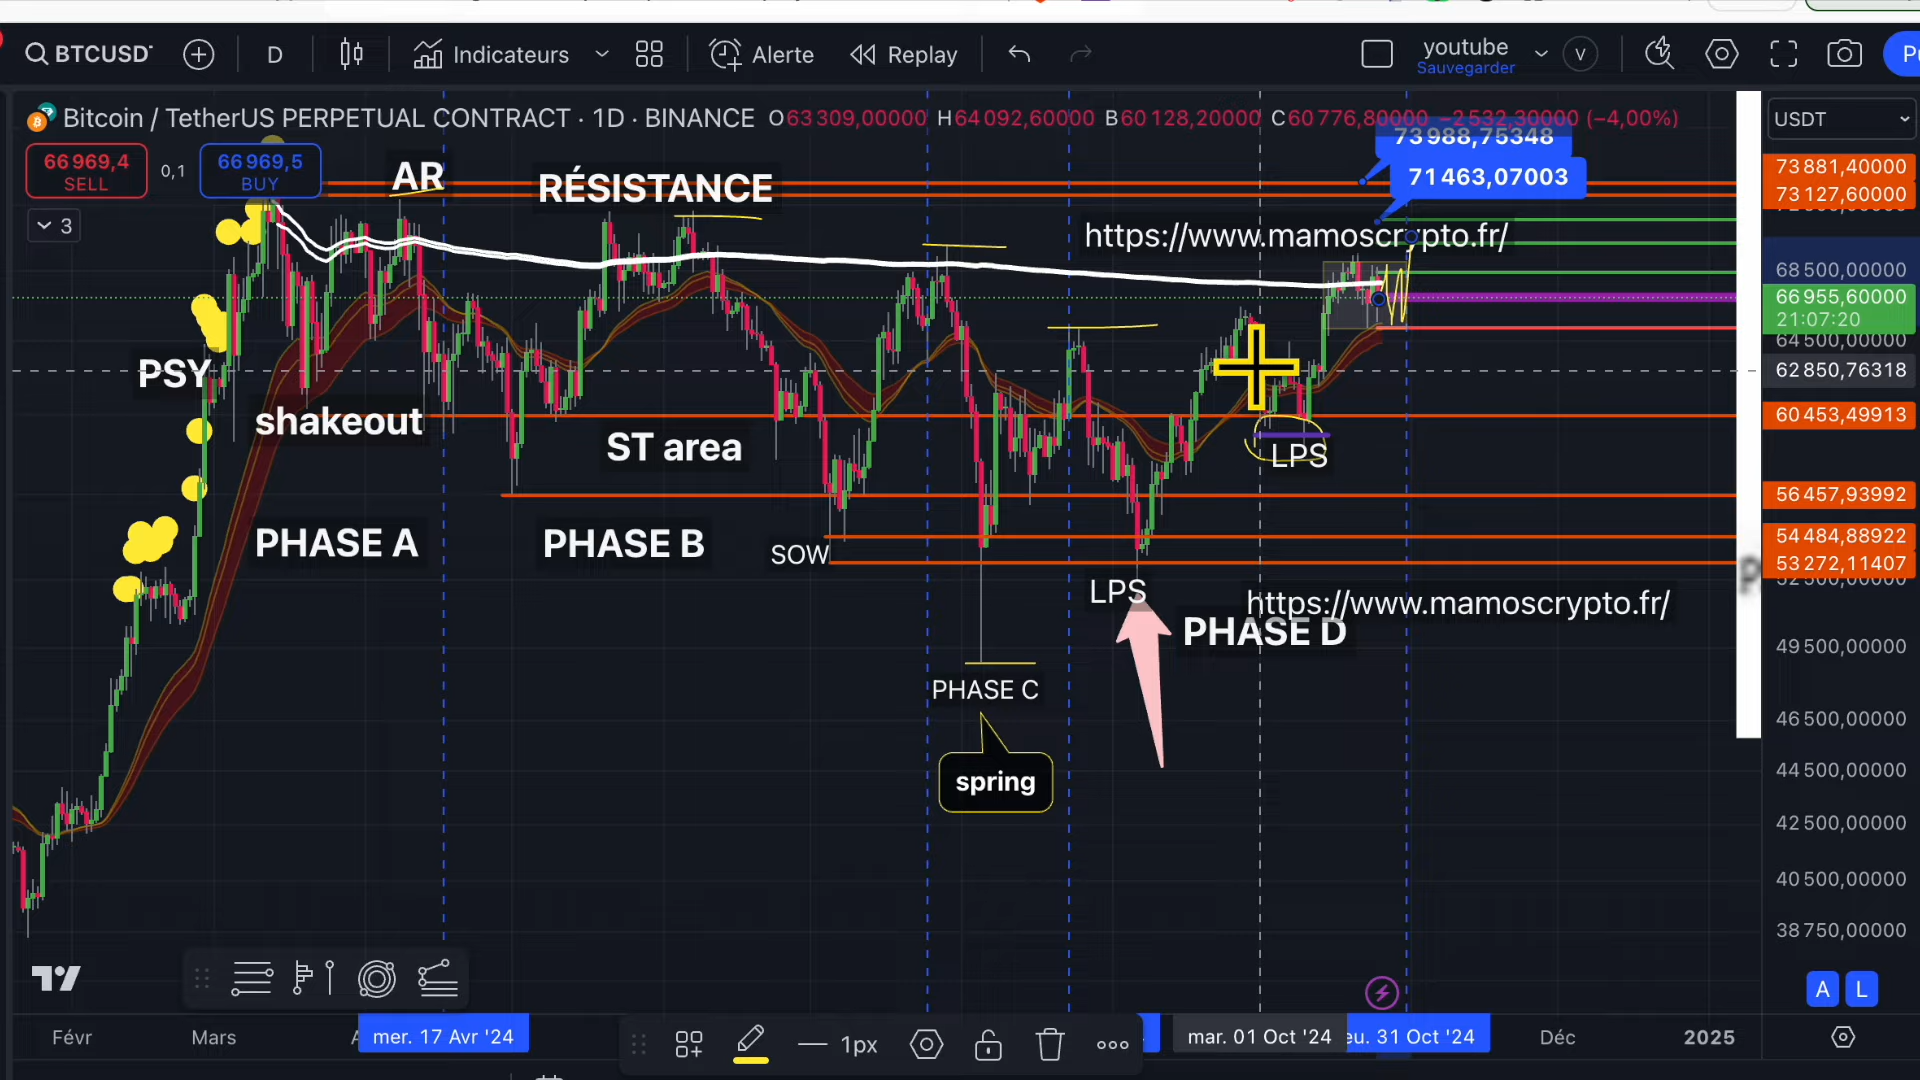 BTCUSD
D
Indicateurs
Alerte
Replay
youtube
Sauvegarder
V
Bitcoin / TetherUS PERPETUAL CONTRACT · 1D · BINANCE
O63 309,00000 H64 092,60000 B60 128,20000 C60 776,80000 −2 532,30000 (−4,00%)
USDT
66 969,4
SELL
0,1
66 969,5
BUY
3
73 988,75348
71 463,07003
AR
RÉSISTANCE
https://www.mamoscrypto.fr/
PSY
shakeout
ST area
LPS
PHASE A
PHASE B
SOW
LPS
https://www.mamoscrypto.fr/
PHASE D
PHASE C
spring
73 881,40000
73 127,60000
68 500,00000
66 955,60000
21:07:20
64 500,00000
62 850,76318
60 453,49913
56 457,93992
54 484,88922
53 272,11407
52 500,00000
49 500,00000
46 500,00000
44 500,00000
42 500,00000
40 500,00000
38 750,00000
A
L
Févr
Mars
mer. 17 Avr '24
mar. 01 Oct '24
eu. 31 Oct '24
Déc
2025
1px